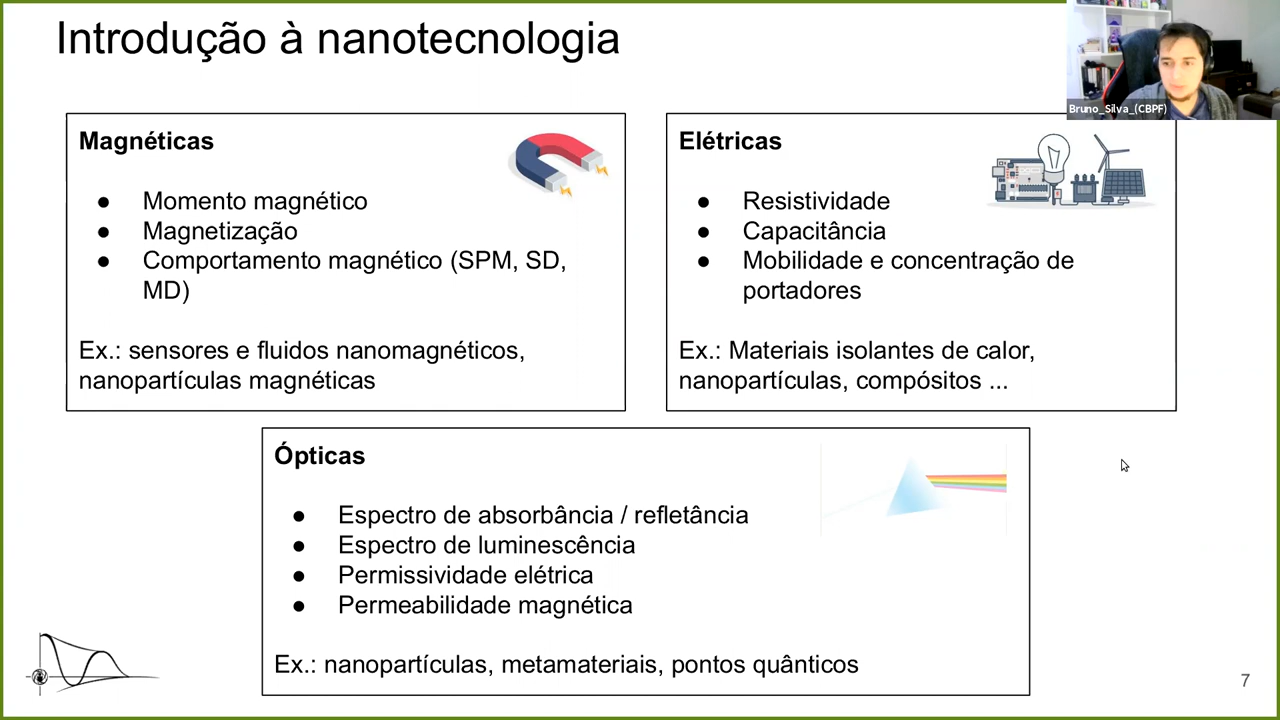 Introdução à nanotecnologia
Bruno_Silva_(CBPF)
Magnéticas
● Momento magnético
● Magnetização
● Comportamento magnético (SPM, SD,
MD)
Ex.: sensores e fluidos nanomagnéticos,
nanopartículas magnéticas
Elétricas
● Resistividade
● Capacitância
● Mobilidade e concentração de
portadores
Ex.: Materiais isolantes de calor,
nanopartículas, compósitos ...
Ópticas
● Espectro de absorbância / refletância
● Espectro de luminescência
● Permissividade elétrica
● Permeabilidade magnética
Ex.: nanopartículas, metamateriais, pontos quânticos
7